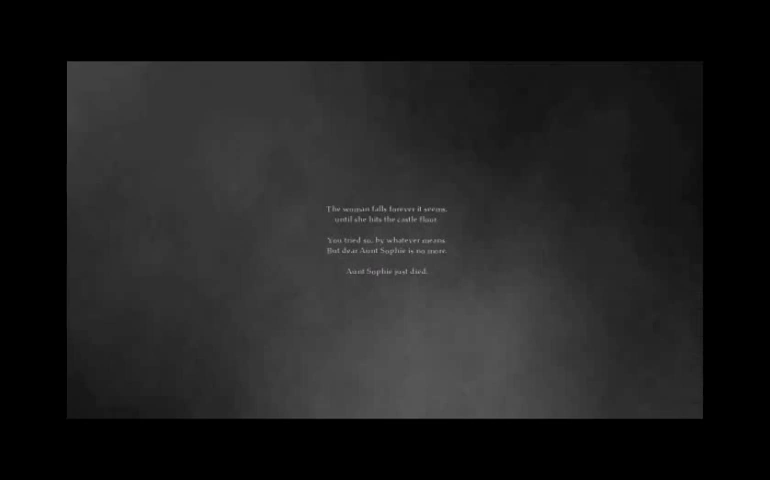 The woman falls forever it seems,
until she hits the castle floor.
You tried so, by whatever means.
But dear Aunt Sophie is no more.
Aunt Sophie just died.